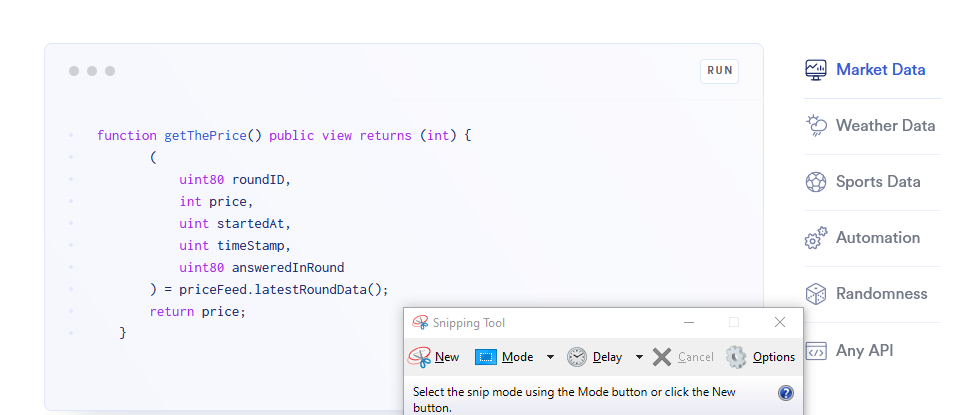 RUN
function getThePrice() public view returns (int) {
(
uint80 roundID,
int price,
uint startedAt,
uint timeStamp,
uint80 answeredInRound
) = priceFeed.latestRoundData();
return price;
}
Market Data
Weather Data
Sports Data
Automation
Randomness
Any API
Snipping Tool
New Mode Delay Cancel Options
Select the snip mode using the Mode button or click the New
button.